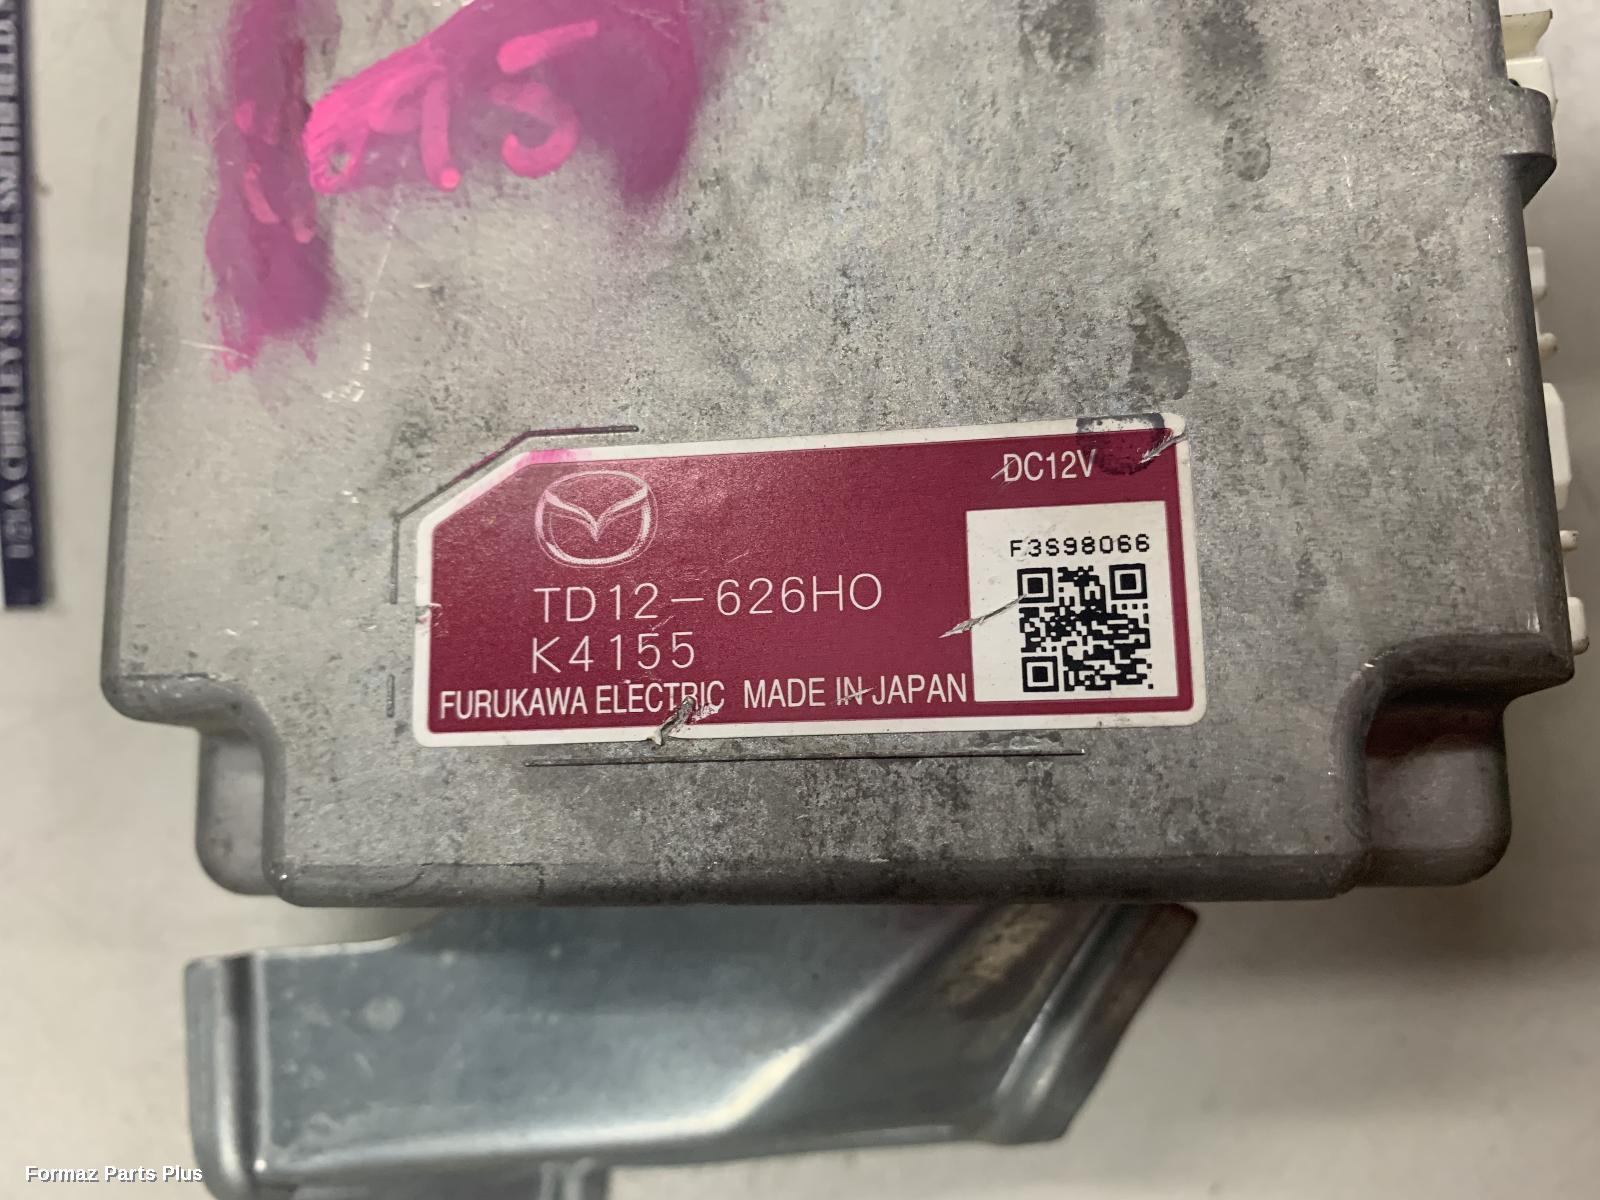 DC12V
F3S98066
TD12-626HO
K4155
FURUKAWA ELECTRIC MADE IN JAPAN
Formaz Parts Plus